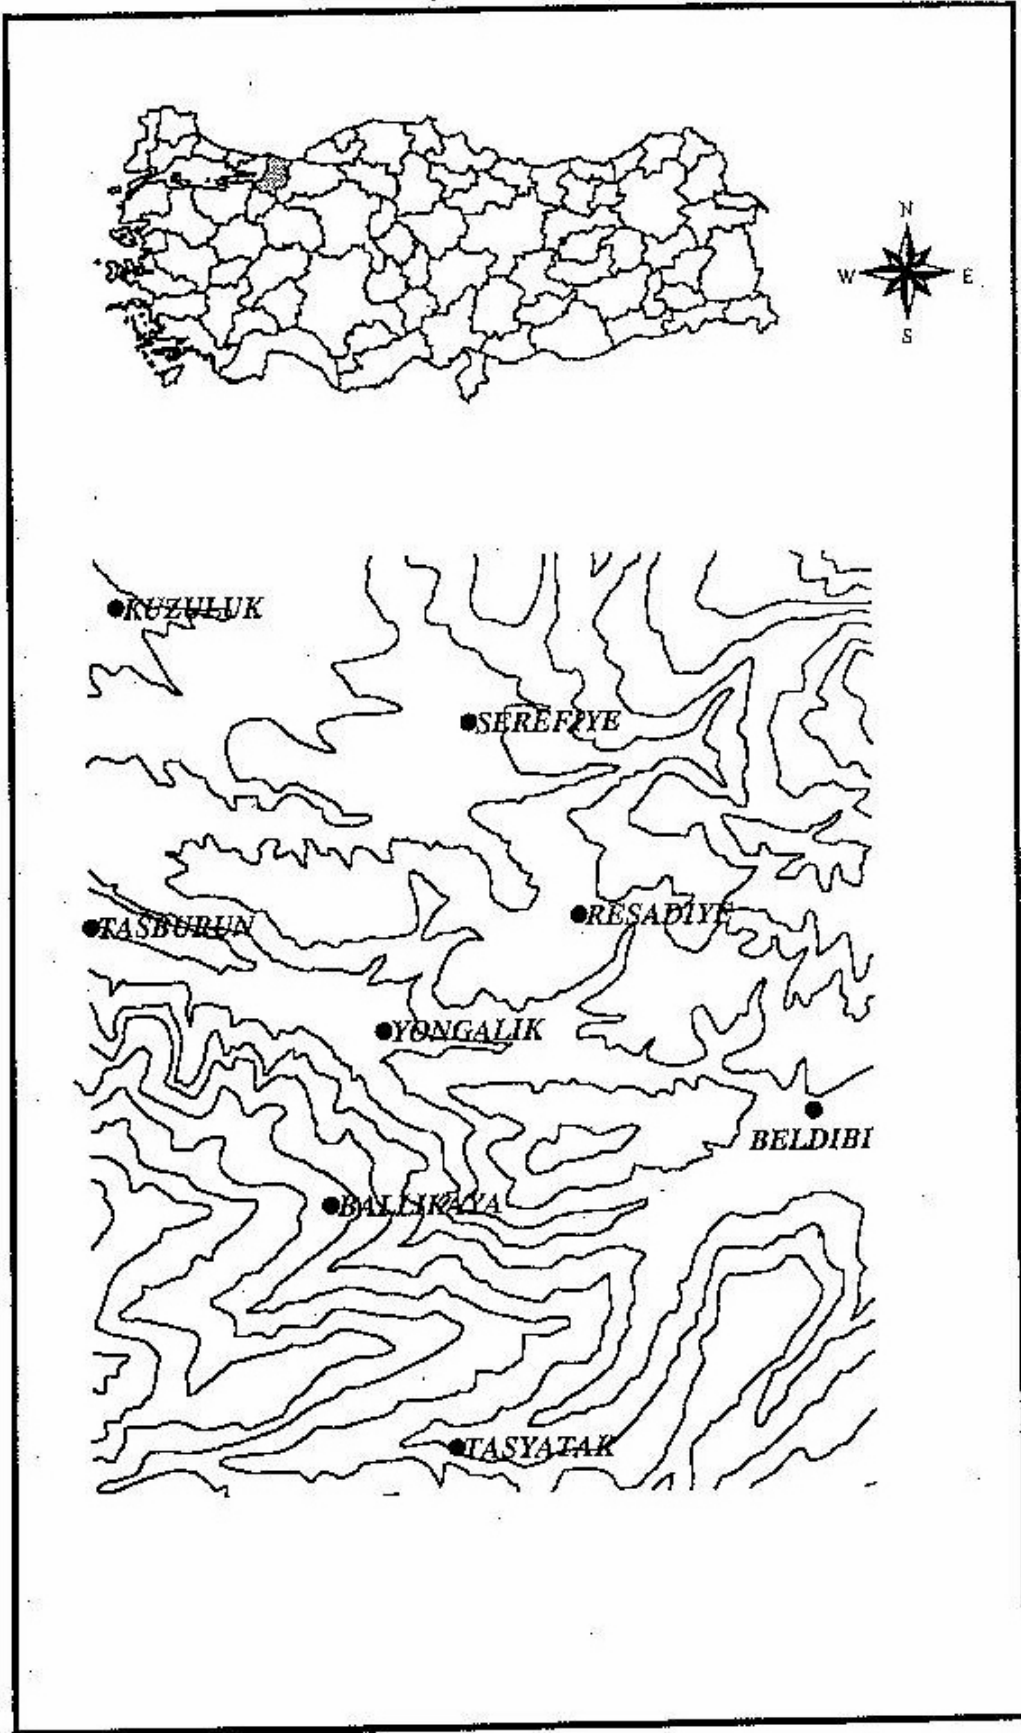 N
W E
S
KUZULUK
SEREFIYE
RESADIYE
TASBURUN
YONGALIK
BELDIBI
BALLIKAYA
TASYATAK